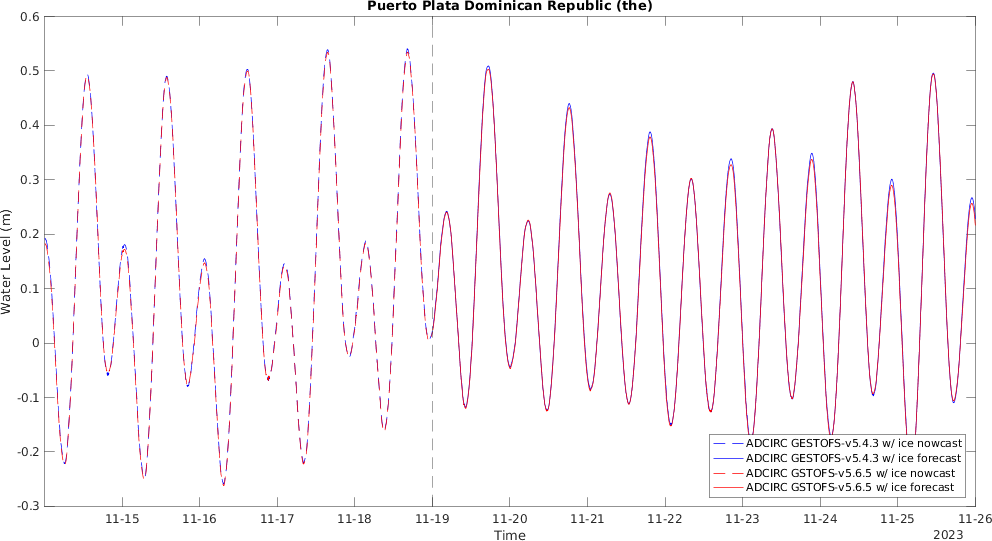 Puerto Plata Dominican Republic (the)
0.6
0.5
0.4
0.3
0.2
0.1
0
-0.1
-0.2
-0.3
Water Level (m)
ADCIRC GESTOFS-v5.4.3 w/ ice nowcast
ADCIRC GESTOFS-v5.4.3 w/ ice forecast
ADCIRC GSTOFS-v5.6.5 w/ ice nowcast
ADCIRC GSTOFS-v5.6.5 w/ ice forecast
11-15 11-16 11-17 11-18 11-19 11-20 11-21 11-22 11-23 11-24 11-25 11-26
Time
2023